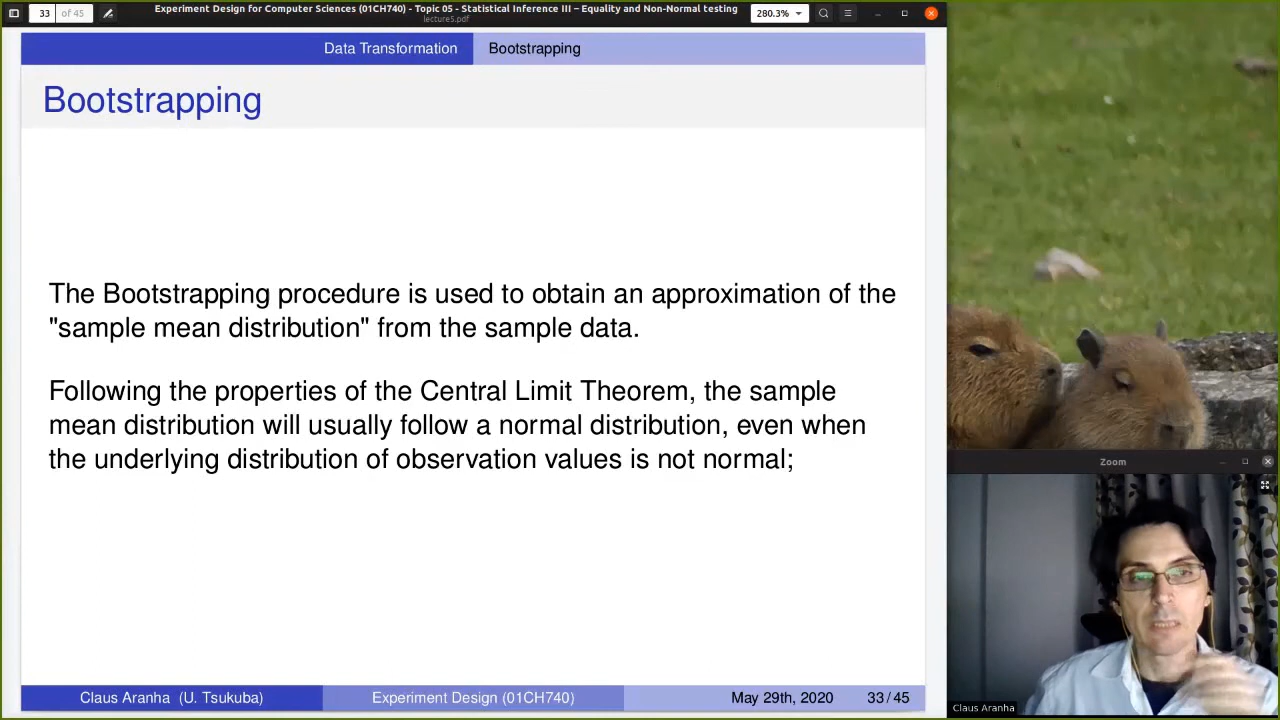 Experiment Design for Computer Sciences (01CH740) - Topic 05 - Statistical Inference III – Equality and Non-Normal testing
lecture5.pdf
33 of 45
280.3%
Data Transformation Bootstrapping
Bootstrapping
The Bootstrapping procedure is used to obtain an approximation of the
"sample mean distribution" from the sample data.
Following the properties of the Central Limit Theorem, the sample
mean distribution will usually follow a normal distribution, even when
the underlying distribution of observation values is not normal;
Claus Aranha (U. Tsukuba) Experiment Design (01CH740) May 29th, 2020 33 / 45
Zoom
Claus Aranha